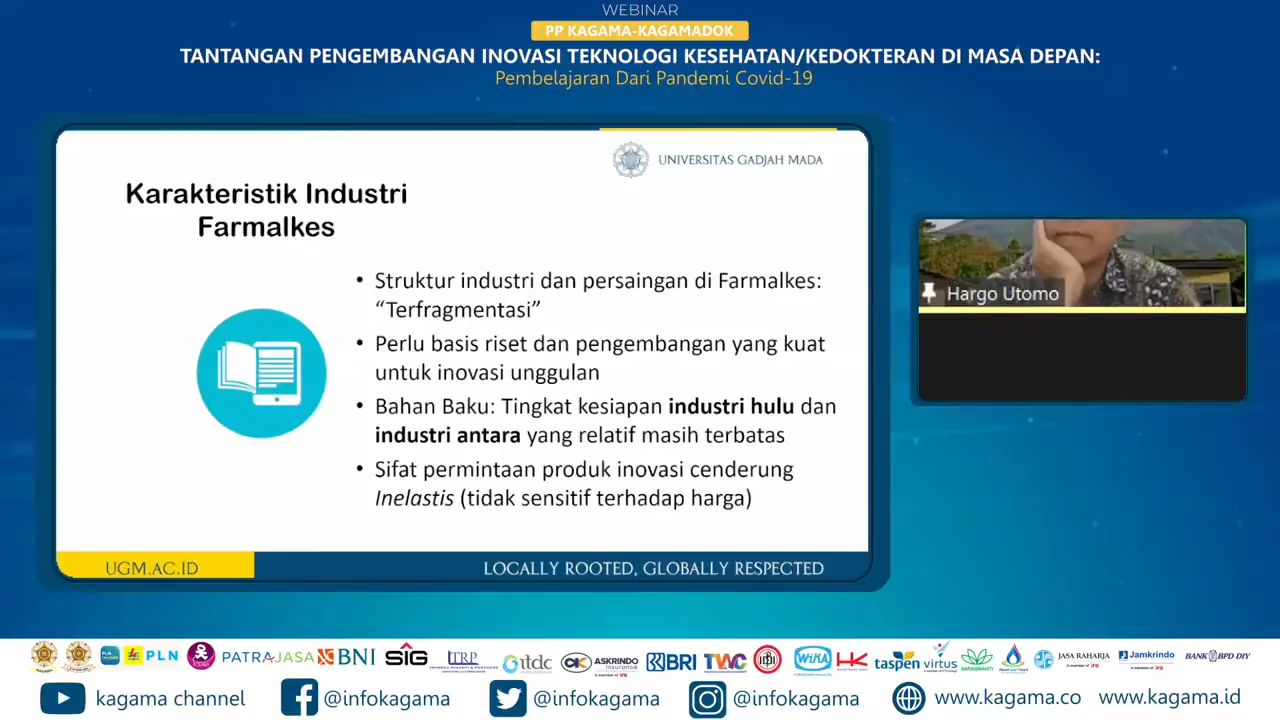 WEBINAR
PP KAGAMA-KAGAMADOK
TANTANGAN PENGEMBANGAN INOVASI TEKNOLOGI KESEHATAN/KEDOKTERAN DI MASA DEPAN:
Pembelajaran Dari Pandemi Covid-19
UNIVERSITAS GADJAH MADA
Karakteristik Industri
Farmalkes
• Struktur industri dan persaingan di Farmalkes:
“Terfragmentasi”
• Perlu basis riset dan pengembangan yang kuat
untuk inovasi unggulan
• Bahan Baku: Tingkat kesiapan industri hulu dan
industri antara yang relatif masih terbatas
• Sifat permintaan produk inovasi cenderung
Inelastis (tidak sensitif terhadap harga)
UGM.AC.ID
LOCALLY ROOTED, GLOBALLY RESPECTED
Hargo Utomo
PLN PATRA JASA BNI SIG TRP itdc AK ASKRINDO insurance BRI TWC WIKA HK taspen virtus SARASWANTI JASA RAHARJA Jamkrindo BANK BPD DIY
kagama channel @infokagama @infokagama @infokagama www.kagama.co www.kagama.id